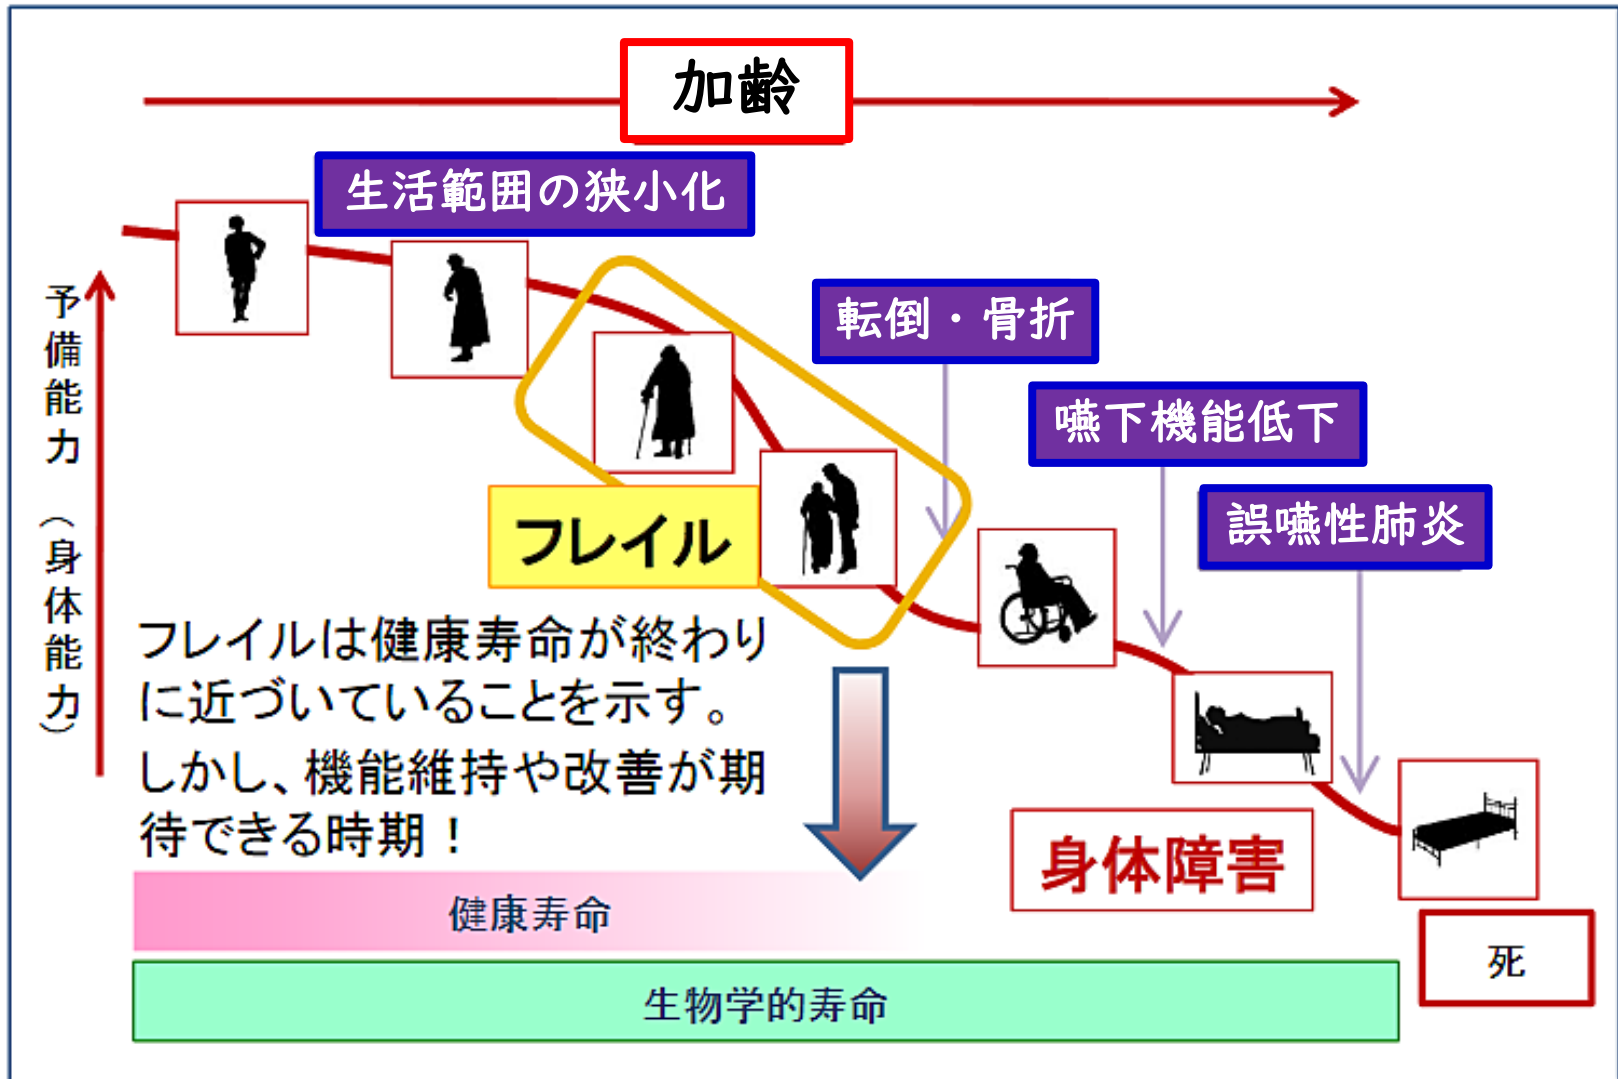 加齢
生活範囲の狭小化
予備能力（身体能力）
転倒・骨折
嚥下機能低下
誤嚥性肺炎
フレイル
フレイルは健康寿命が終わり
に近づいていることを示す。
しかし、機能維持や改善が期
待できる時期！
身体障害
健康寿命
死
生物学的寿命